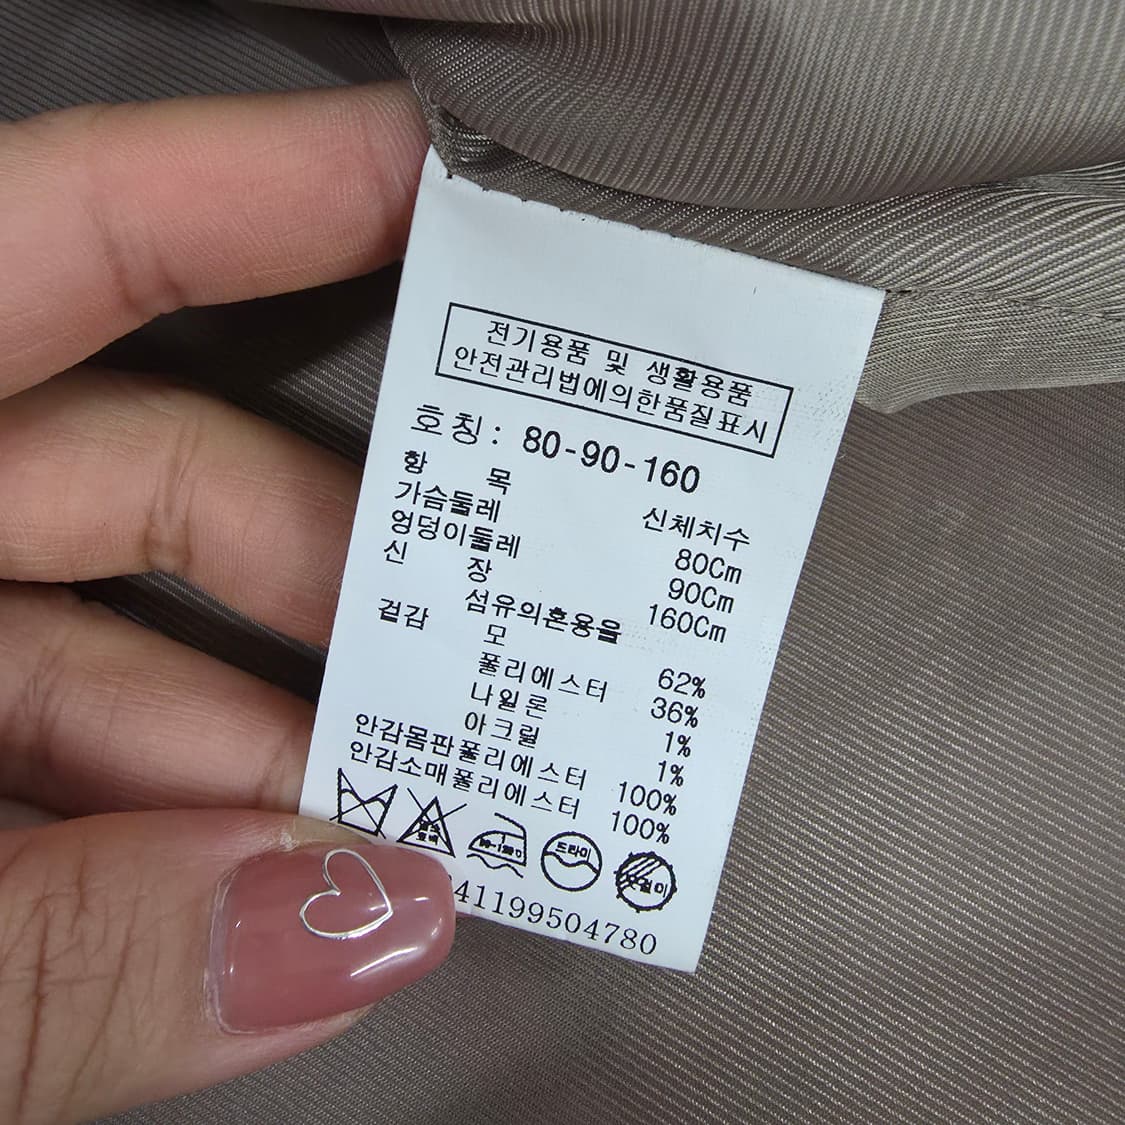 전기용품 및 생활용품
안전관리법에의한품질표시
호칭: 80-90-160
항 목 신체치수
가슴둘레 80Cm
엉덩이둘레 90Cm
신 장 160Cm
섬유의혼용율
겉감 모 62%
폴리에스터 36%
나일론 1%
아크릴 1%
안감몸판폴리에스터 100%
안감소매폴리에스터 100%
드라이
옷걸이
41199504780